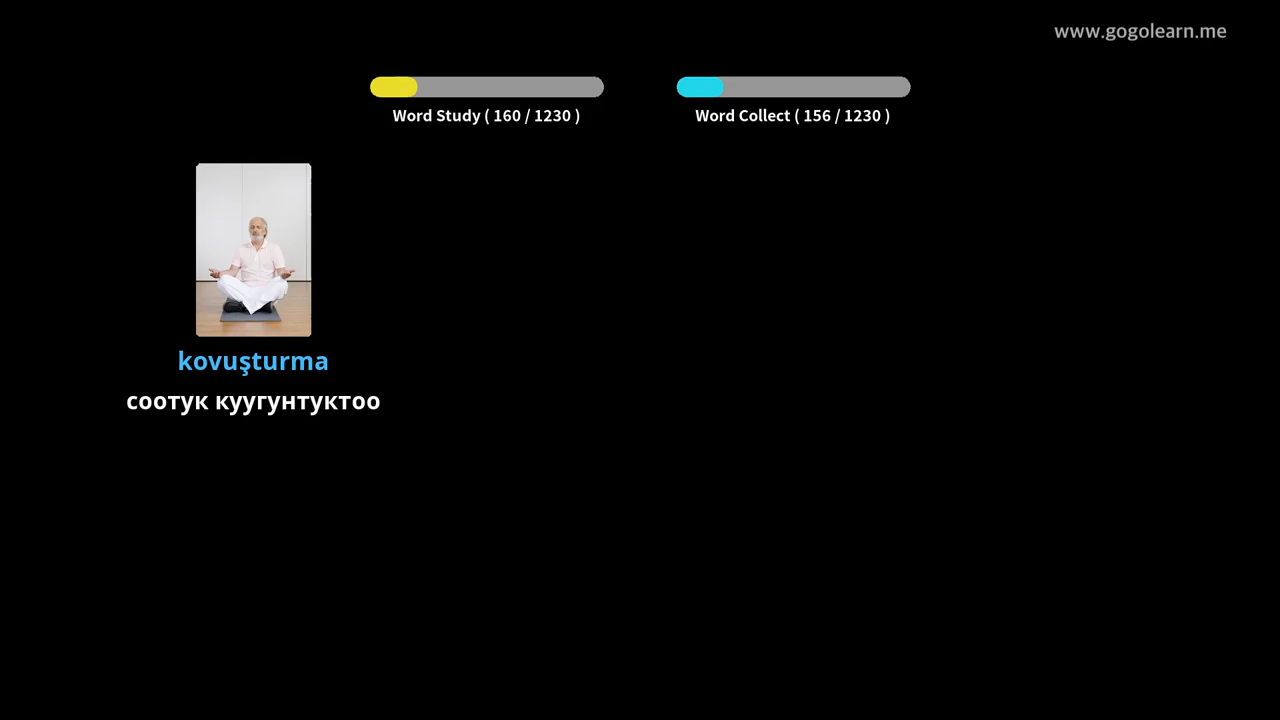 www.gogolearn.me
Word Study ( 160 / 1230 )
Word Collect ( 156 / 1230 )
kovuşturma
соотук куугунтуктоо